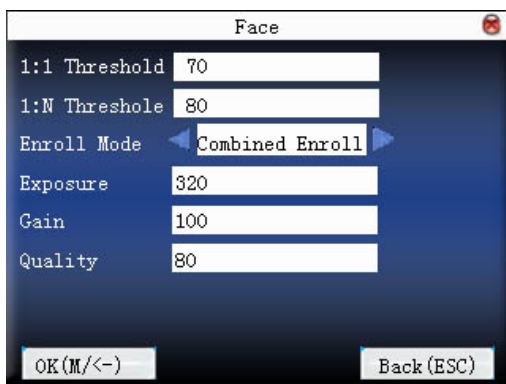 Face
1:1 Threshold 70
1:N Threshole 80
Enroll Mode Combined Enroll
Exposure 320
Gain 100
Quality 80
OK(M/<-) Back(ESC)